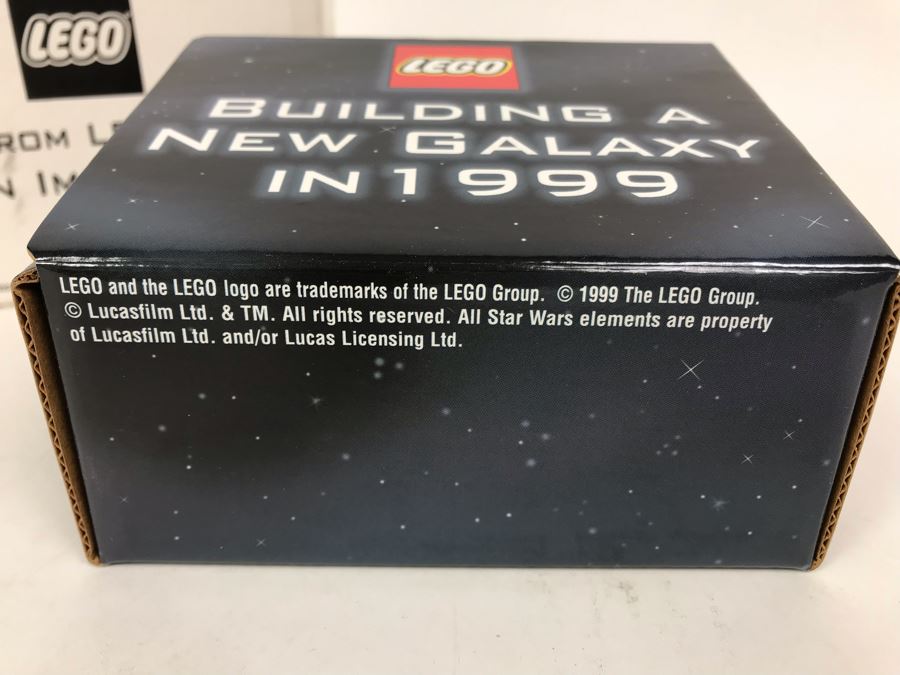 LEGO
ROM
N
LEGO
BUILDING A
NEW GALAXY
IN 1999
LEGO and the LEGO logo are trademarks of the LEGO Group. © 1999 The LEGO Group.
© Lucasfilm Ltd. & TM. All rights reserved. All Star Wars elements are property
of Lucasfilm Ltd. and/or Lucas Licensing Ltd.